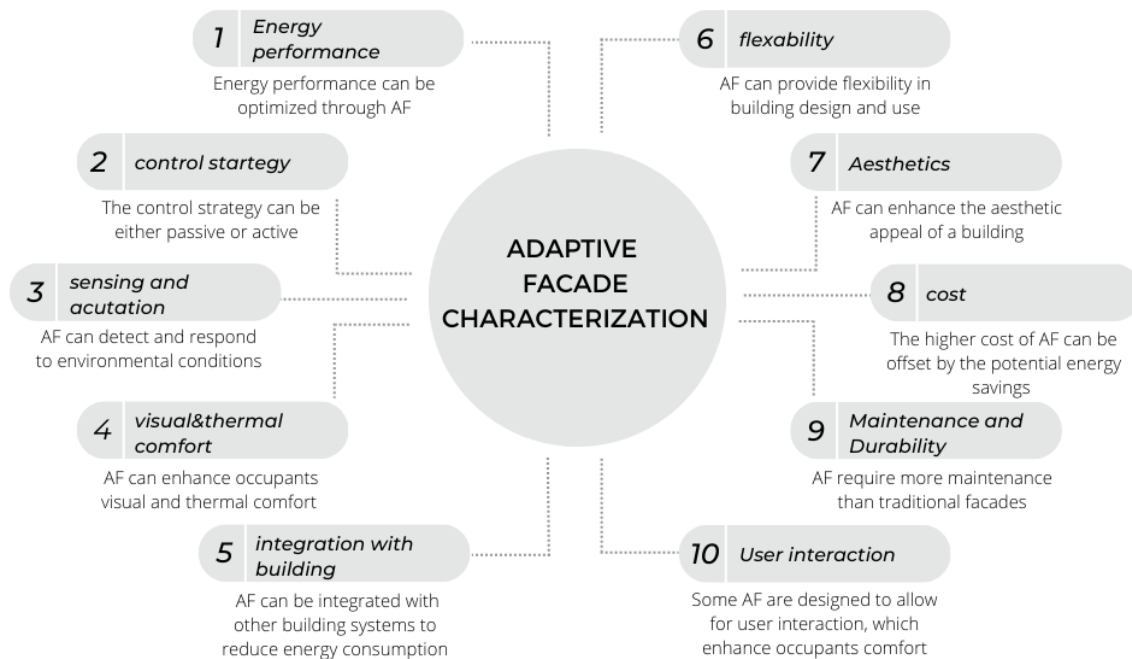 ADAPTIVE
FACADE
CHARACTERIZATION
1
Energy
performance
Energy performance can be
optimized through AF
2
control startegy
The control strategy can be
either passive or active
3
sensing and
acutation
AF can detect and respond
to environmental conditions
4
visual&thermal
comfort
AF can enhance occupants
visual and thermal comfort
5
integration with
building
AF can be integrated with
other building systems to
reduce energy consumption
6
flexability
AF can provide flexibility in
building design and use
7
Aesthetics
AF can enhance the aesthetic
appeal of a building
8
cost
The higher cost of AF can be
offset by the potential energy
savings
9
Maintenance and
Durability
AF require more maintenance
than traditional facades
10
User interaction
Some AF are designed to allow
for user interaction, which
enhance occupants comfort